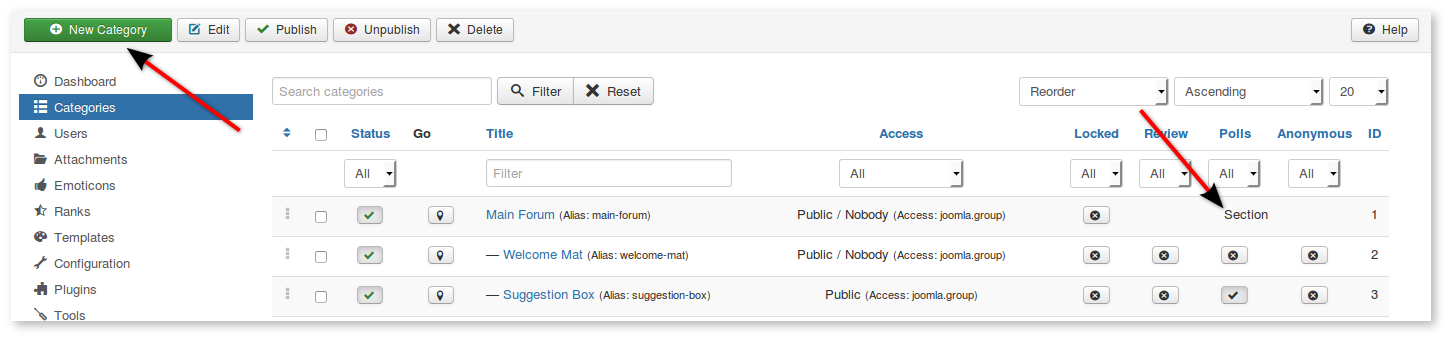 New Category Edit Publish Unpublish Delete Help
Dashboard
Categories
Users
Attachments
Emoticons
Ranks
Templates
Configuration
Plugins
Tools
Search categories Filter Reset Reorder Ascending 20
Status Go Title Access Locked Review Polls Anonymous ID
All Filter All All All All All
Main Forum (Alias: main-forum) Public / Nobody (Access: joomla.group) Section 1
— Welcome Mat (Alias: welcome-mat) Public / Nobody (Access: joomla.group) 2
— Suggestion Box (Alias: suggestion-box) Public (Access: joomla.group) 3